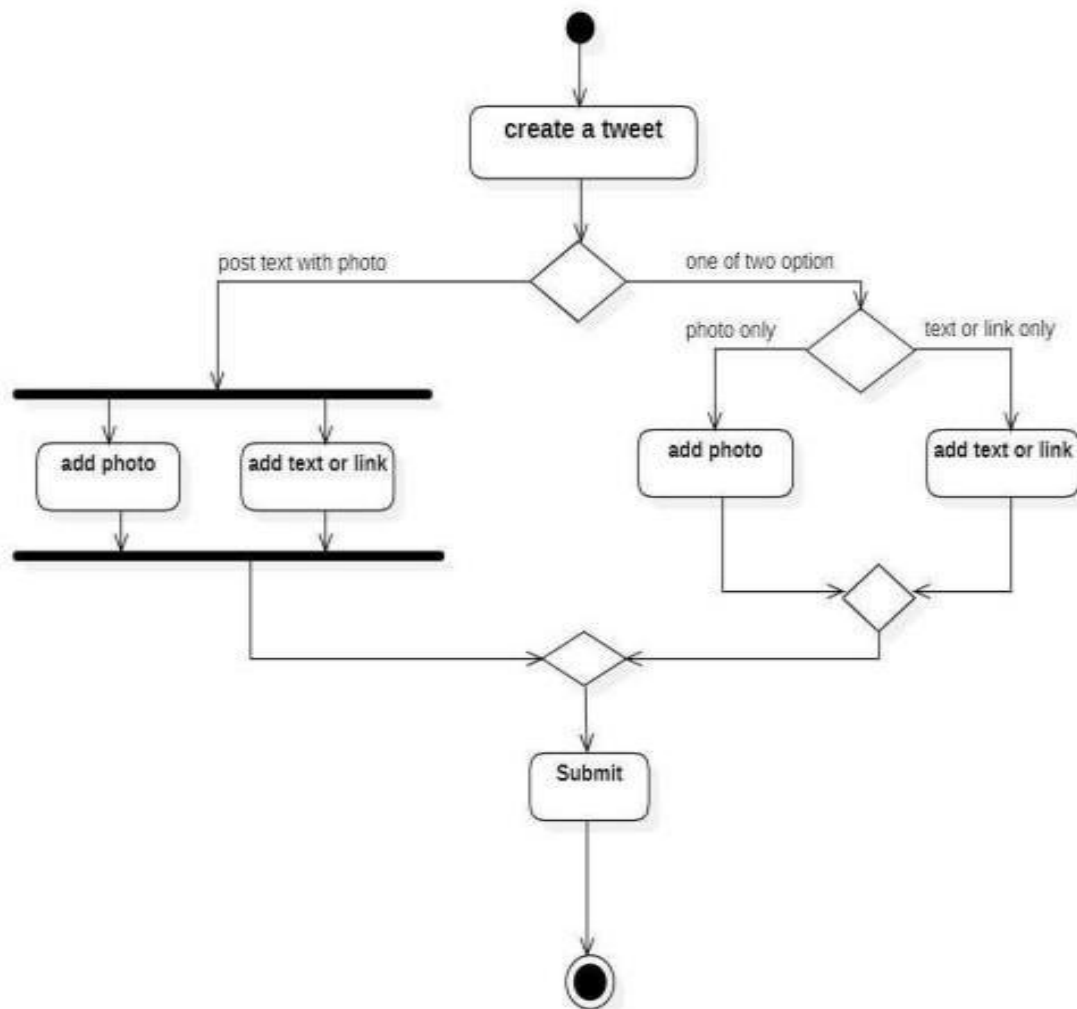 create a tweet
post text with photo
one of two option
photo only
text or link only
add photo
add text or link
add photo
add text or link
Submit